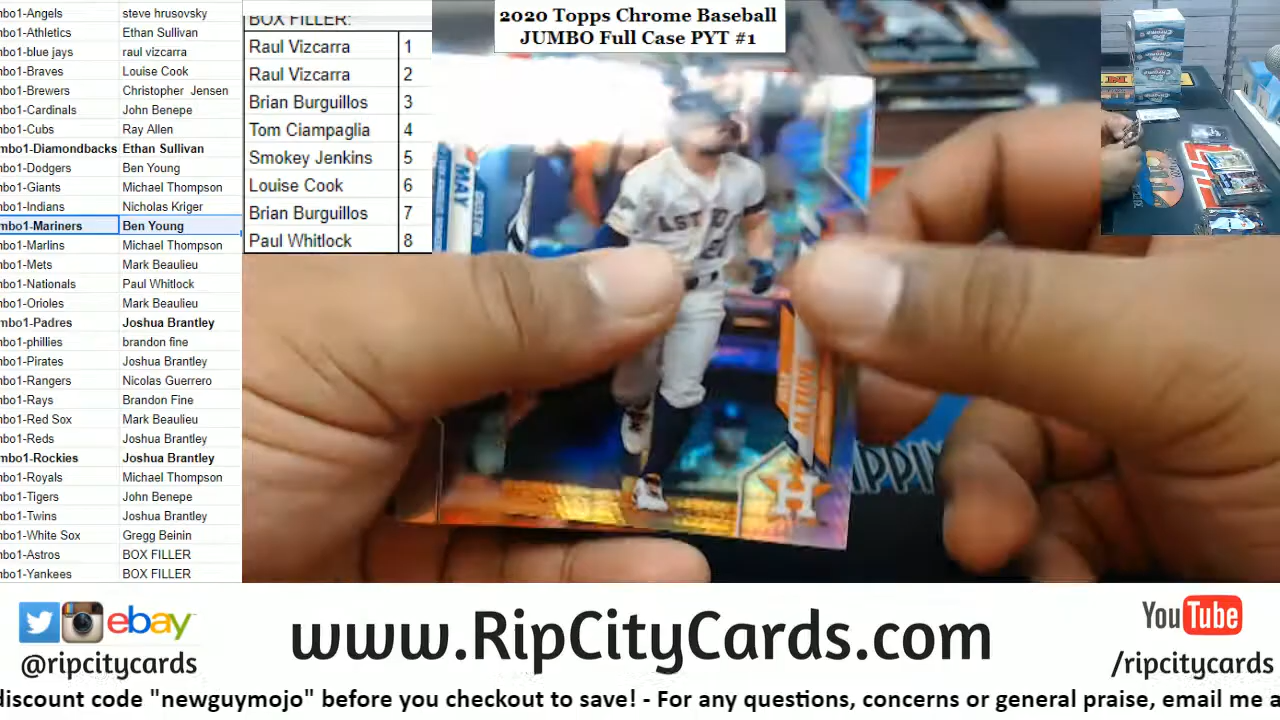 mbo1-Angels steve hrusovsky
mbo1-Athletics Ethan Sullivan
mbo1-blue jays raul vizcarra
mbo1-Braves Louise Cook
mbo1-Brewers Christopher Jensen
mbo1-Cardinals John Benepe
mbo1-Cubs Ray Allen
mbo1-Diamondbacks Ethan Sullivan
mbo1-Dodgers Ben Young
mbo1-Giants Michael Thompson
mbo1-Indians Nicholas Kriger
mbo1-Mariners Ben Young
mbo1-Marlins Michael Thompson
mbo1-Mets Mark Beaulieu
mbo1-Nationals Paul Whitlock
mbo1-Orioles Mark Beaulieu
mbo1-Padres Joshua Brantley
mbo1-phillies brandon fine
mbo1-Pirates Joshua Brantley
mbo1-Rangers Nicolas Guerrero
mbo1-Rays Brandon Fine
mbo1-Red Sox Mark Beaulieu
mbo1-Reds Joshua Brantley
mbo1-Rockies Joshua Brantley
mbo1-Royals Michael Thompson
mbo1-Tigers John Benepe
mbo1-Twins Joshua Brantley
mbo1-White Sox Gregg Beinin
mbo1-Astros BOX FILLER
mbo1-Yankees BOX FILLER
BOX FILLER:
Raul Vizcarra 1
Raul Vizcarra 2
Brian Burguillos 3
Tom Ciampaglia 4
Smokey Jenkins 5
Louise Cook 6
Brian Burguillos 7
Paul Whitlock 8
2020 Topps Chrome Baseball
JUMBO Full Case PYT #1
MAY
ALTUVE
H
IPPIN
ebay
@ripcitycards
www.RipCityCards.com
YouTube
/ripcitycards
discount code "newguymojo" before you checkout to save! - For any questions, concerns or general praise, email me a